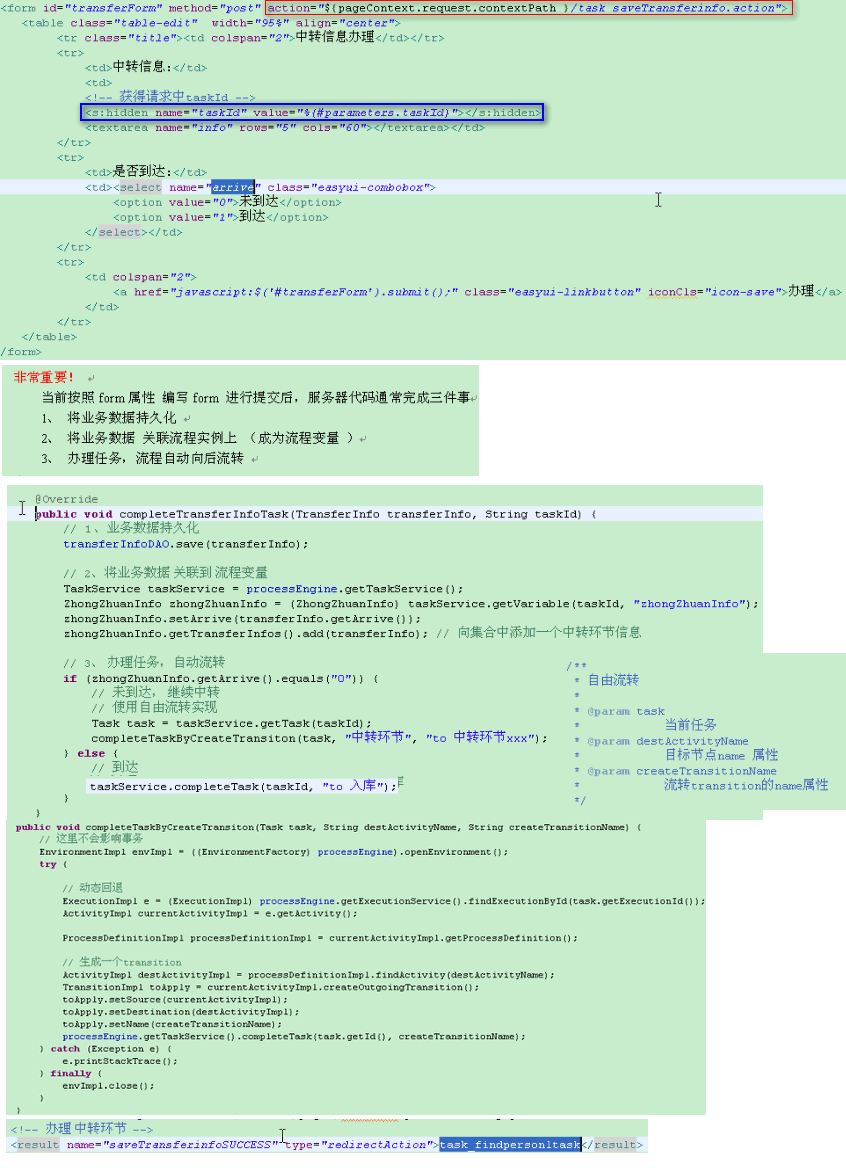 <form id="transferForm" method="post" action="${pageContext.request.contextPath }/task_saveTransferinfo.action">
<table class="table-edit"  width="95%" align="center">
<tr class="title"><td colspan="2">中转信息办理</td></tr>
<tr>
<td>中转信息:</td>
<td>
<!-- 获得请求中taskId -->
<s:hidden name="taskId" value="%{#parameters.taskId}"></s:hidden>
<textarea name="info" rows="5" cols="60"></textarea></td>
</tr>
<tr>
<td>是否到达:</td>
<td><select name="arrive" class="easyui-combobox">
<option value="0">未到达</option>
<option value="1">到达</option>
</select></td>
</tr>
<tr>
<td colspan="2">
<a href="javascript:$('#transferForm').submit();" class="easyui-linkbutton" iconCls="icon-save">办理</a>
</td>
</tr>
</table>
/form>
非常重要!
当前按照 form 属性 编写 form 进行提交后，服务器代码通常完成三件事
1、 将业务数据持久化
2、 将业务数据 关联流程实例上 （成为流程变量 ）
3、 办理任务，流程自动向后流转
@Override
public void completeTransferInfoTask(TransferInfo transferInfo, String taskId) {
// 1、业务数据持久化
transferInfoDAO.save(transferInfo);
// 2、将业务数据 关联到 流程变量
TaskService taskService = processEngine.getTaskService();
ZhongZhuanInfo zhongZhuanInfo = (ZhongZhuanInfo) taskService.getVariable(taskId, "zhongZhuanInfo");
zhongZhuanInfo.setArrive(transferInfo.getArrive());
zhongZhuanInfo.getTransferInfos().add(transferInfo); // 向集合中添加一个中转环节信息
// 3、 办理任务，自动流转
if (zhongZhuanInfo.getArrive().equals("0")) {
// 未到达，继续中转
// 使用自由流转实现
Task task = taskService.getTask(taskId);
completeTaskByCreateTransiton(task, "中转环节", "to 中转环节xxx");
} else {
// 到达
taskService.completeTask(taskId, "to 入库");
}
}
/**
* 自由流转
*
* @param task
* 当前任务
* @param destActivityName
* 目标节点name 属性
* @param createTransitionName
* 流转transition的name属性
*/
public void completeTaskByCreateTransiton(Task task, String destActivityName, String createTransitionName) {
// 这里不会影响事务
EnvironmentImpl envImpl = ((EnvironmentFactory) processEngine).openEnvironment();
try {
// 动态回退
ExecutionImpl e = (ExecutionImpl) processEngine.getExecutionService().findExecutionById(task.getExecutionId());
ActivityImpl currentActivityImpl = e.getActivity();
ProcessDefinitionImpl processDefinitionImpl = currentActivityImpl.getProcessDefinition();
// 生成一个transition
ActivityImpl destActivityImpl = processDefinitionImpl.findActivity(destActivityName);
TransitionImpl toApply = currentActivityImpl.createOutgoingTransition();
toApply.setSource(currentActivityImpl);
toApply.setDestination(destActivityImpl);
toApply.setName(createTransitionName);
processEngine.getTaskService().completeTask(task.getId(), createTransitionName);
} catch (Exception e) {
e.printStackTrace();
} finally {
envImpl.close();
}
}
<!-- 办理 中转环节 -->
<result name="saveTransferinfoSUCCESS" type="redirectAction">task_findpersonltask</result>